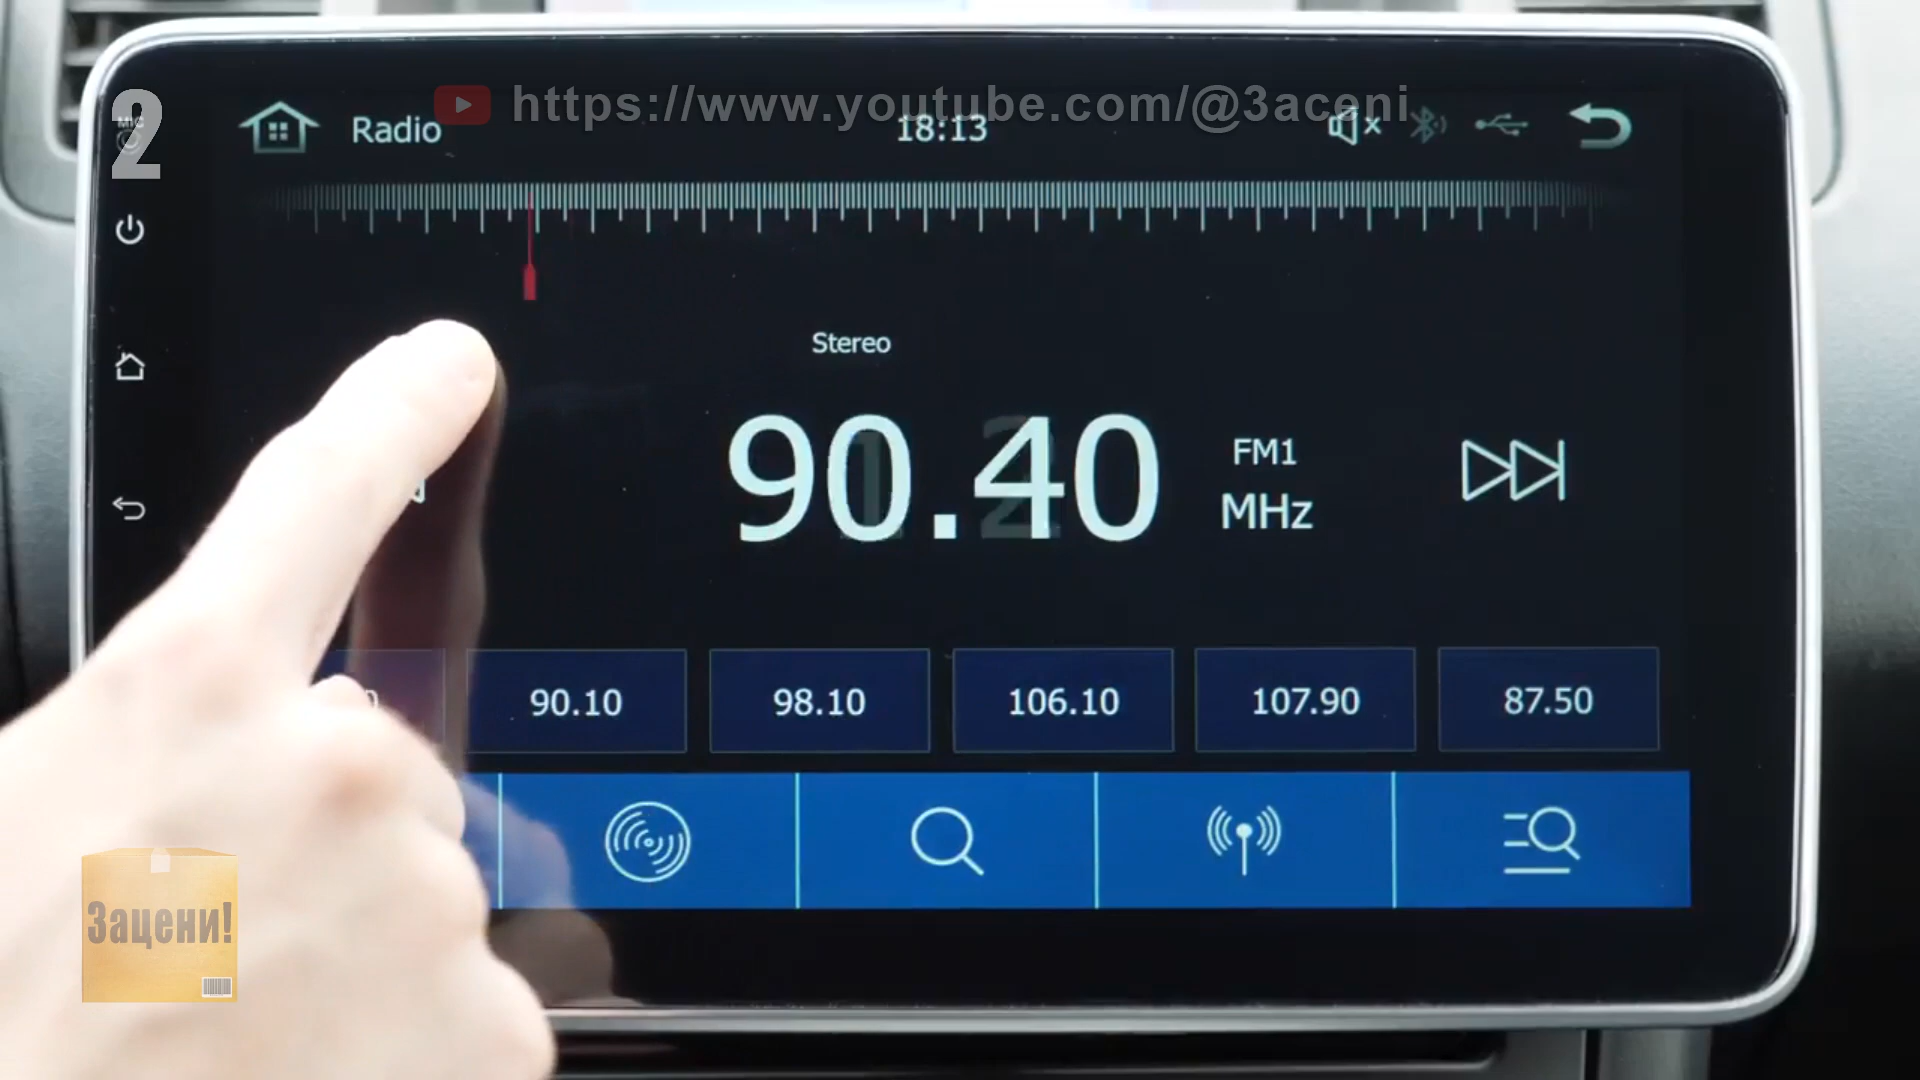 2
MIC
https://www.youtube.com/@3aceni
Radio
18:13
Stereo
90.40
FM1
MHz
90.10
98.10
106.10
107.90
87.50
Зацени!